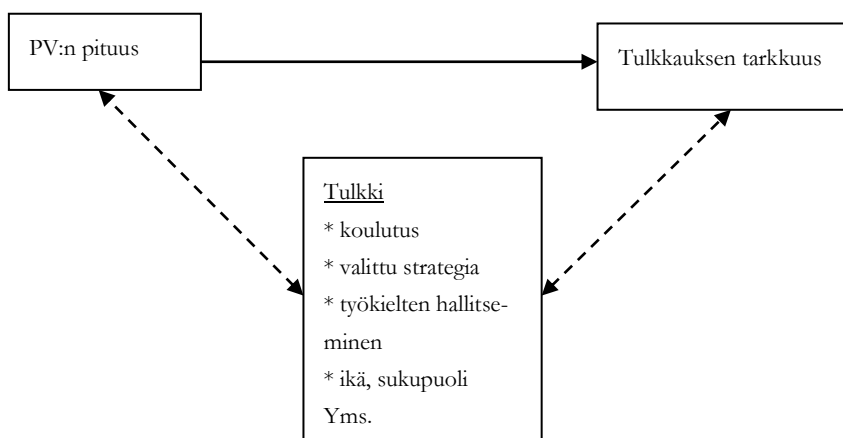 PV:n pituus
Tulkkauksen tarkkuus
Tulkki
* koulutus
* valittu strategia
* työkielten hallitse-
minen
* ikä, sukupuoli
Yms.